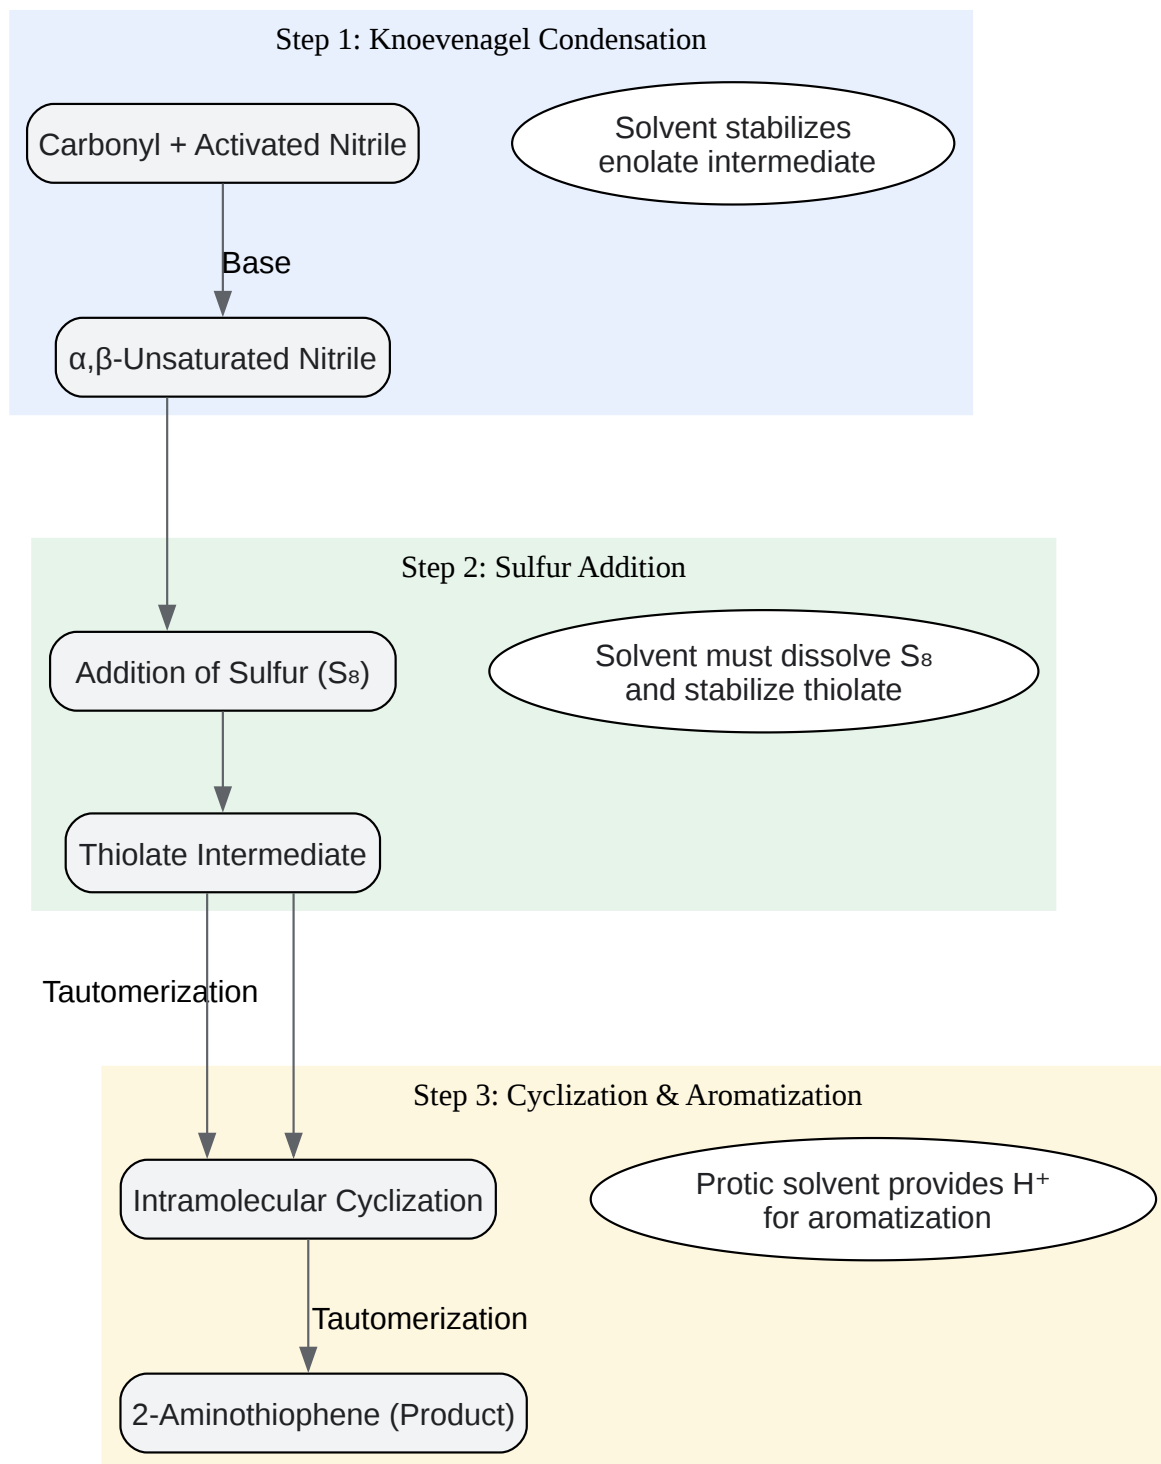 Step 1: Knoevenagel Condensation
Carbonyl + Activated Nitrile
Solvent stabilizes
enolate intermediate
Base
α,β-Unsaturated Nitrile
Step 2: Sulfur Addition
Addition of Sulfur (S₈)
Solvent must dissolve S₈
and stabilize thiolate
Thiolate Intermediate
Tautomerization
Step 3: Cyclization & Aromatization
Intramolecular Cyclization
Protic solvent provides H⁺
for aromatization
Tautomerization
2-Aminothiophene (Product)